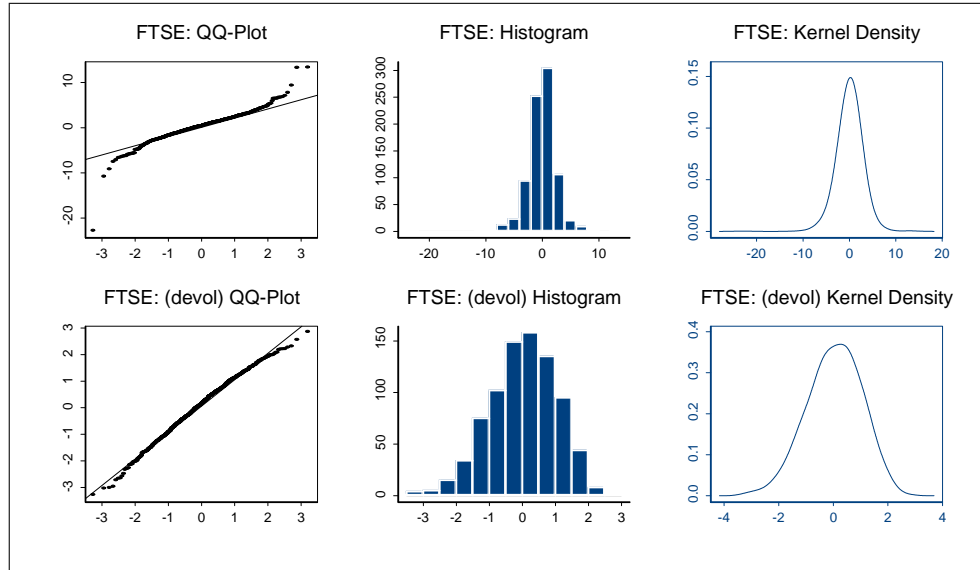 FTSE: QQ-Plot
10
0
-10
-20
-3 -2 -1 0 1 2 3
FTSE: Histogram
300
250
200
150
100
50
0
-20 -10 0 10
FTSE: Kernel Density
0.15
0.10
0.05
0.00
-20 -10 0 10 20
FTSE: (devol) QQ-Plot
3
2
1
0
-1
-2
-3
-3 -2 -1 0 1 2 3
FTSE: (devol) Histogram
150
100
50
0
-3 -2 -1 0 1 2 3
FTSE: (devol) Kernel Density
0.4
0.3
0.2
0.1
0.0
-4 -2 0 2 4